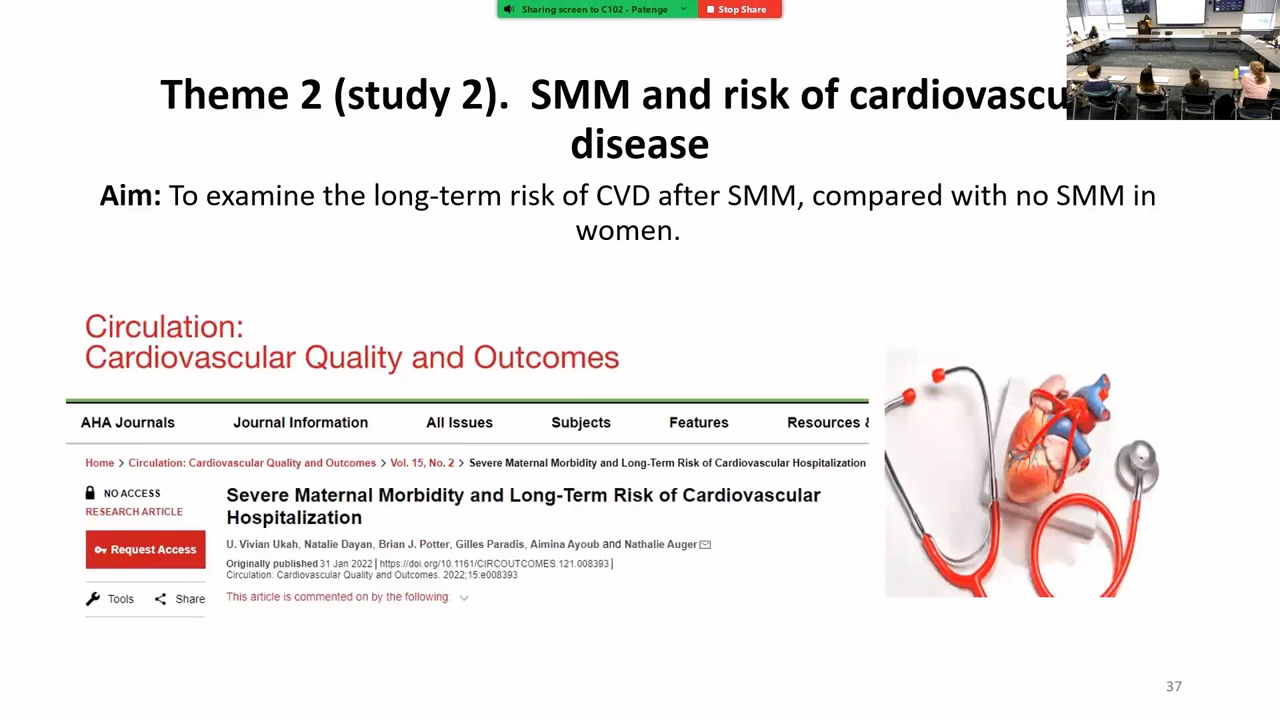 Sharing screen to C102 - Patenge
Stop Share
Theme 2 (study 2). SMM and risk of
disease
Aim: To examine the long-term risk of CVD after SMM, compared with no SMM in
women.
Circulation:
Cardiovascular Quality and Outcomes
AHA Journals Journal Information All Issues Subjects Features Resources
Home > Circulation: Cardiovascular Quality and Outcomes > Vol. 15, No. 2 > Severe Maternal Morbidity and Long-Term Risk of Cardiovascular Hospitalization
NO ACCESS
RESEARCH ARTICLE
Request Access
Tools Share
Severe Maternal Morbidity and Long-Term Risk of Cardiovascular
Hospitalization
U. Vivian Ukah, Natalie Dayan, Brian J. Potter, Gilles Paradis, Aimina Ayoub and Nathalie Auger
Originally published 31 Jan 2022 | https://doi.org/10.1161/CIRCOUTCOMES.121.008393 |
Circulation: Cardiovascular Quality and Outcomes. 2022;15:e008393
This article is commented on by the following:
37